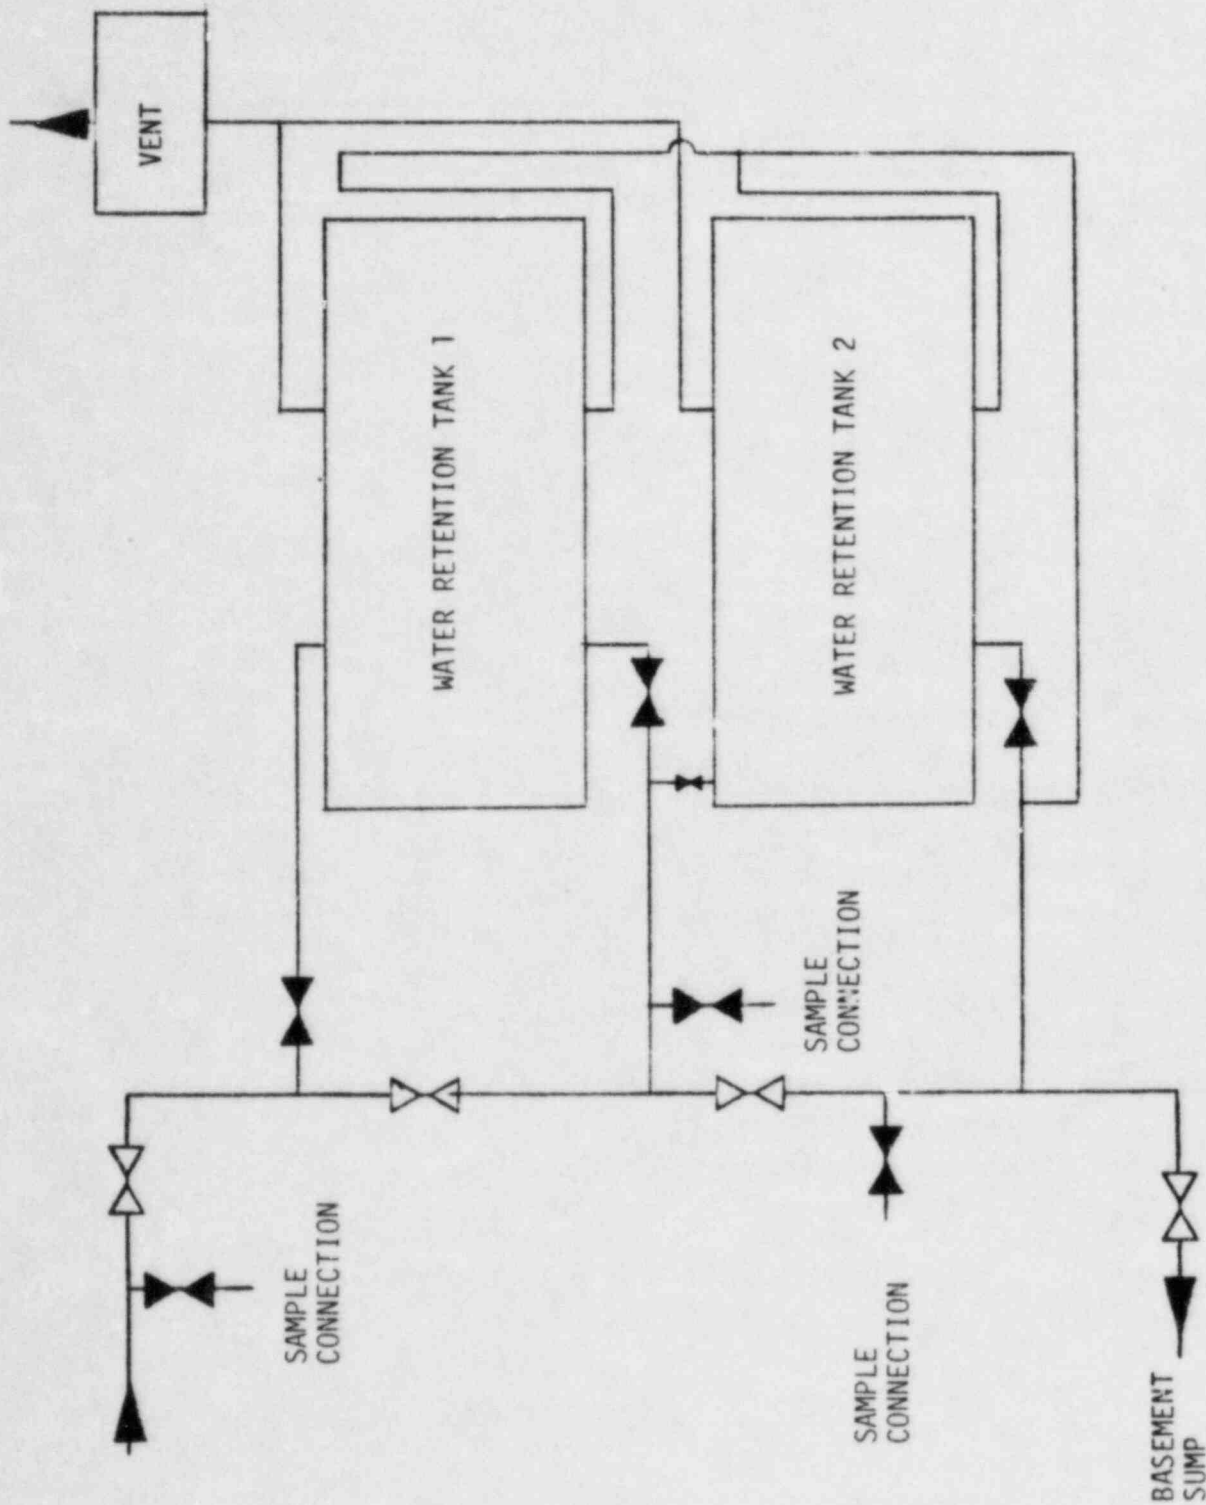 VENT
WATER RETENTION TANK 1
WATER RETENTION TANK 2
SAMPLE
CONNECTION
SAMPLE
CONNECTION
SAMPLE
CONNECTION
BASEMENT
SUMP